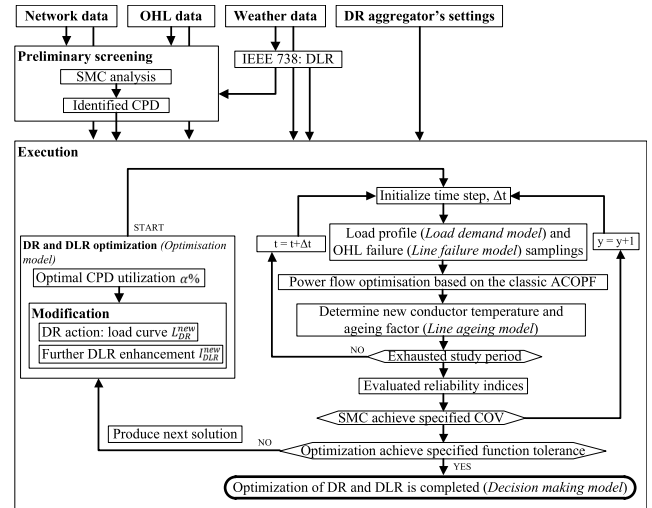 Network data
OHL data
Weather data
DR aggregator's settings
Preliminary screening
SMC analysis
Identified CPD
IEEE 738: DLR
Execution
Initialize time step, Δt
START
t = t+Δt
y = y+1
Load profile (Load demand model) and
OHL failure (Line failure model) samplings
DR and DLR optimization (Optimisation
model)
Optimal CPD utilization α%
Modification
DR action: load curve L_DR^new
Further DLR enhancement I_DLR^new
Power flow optimisation based on the classic ACOPF
Determine new conductor temperature and
ageing factor (Line ageing model)
NO
Exhausted study period
Evaluated reliability indices
SMC achieve specified COV
Produce next solution
NO
Optimization achieve specified function tolerance
YES
Optimization of DR and DLR is completed (Decision making model)